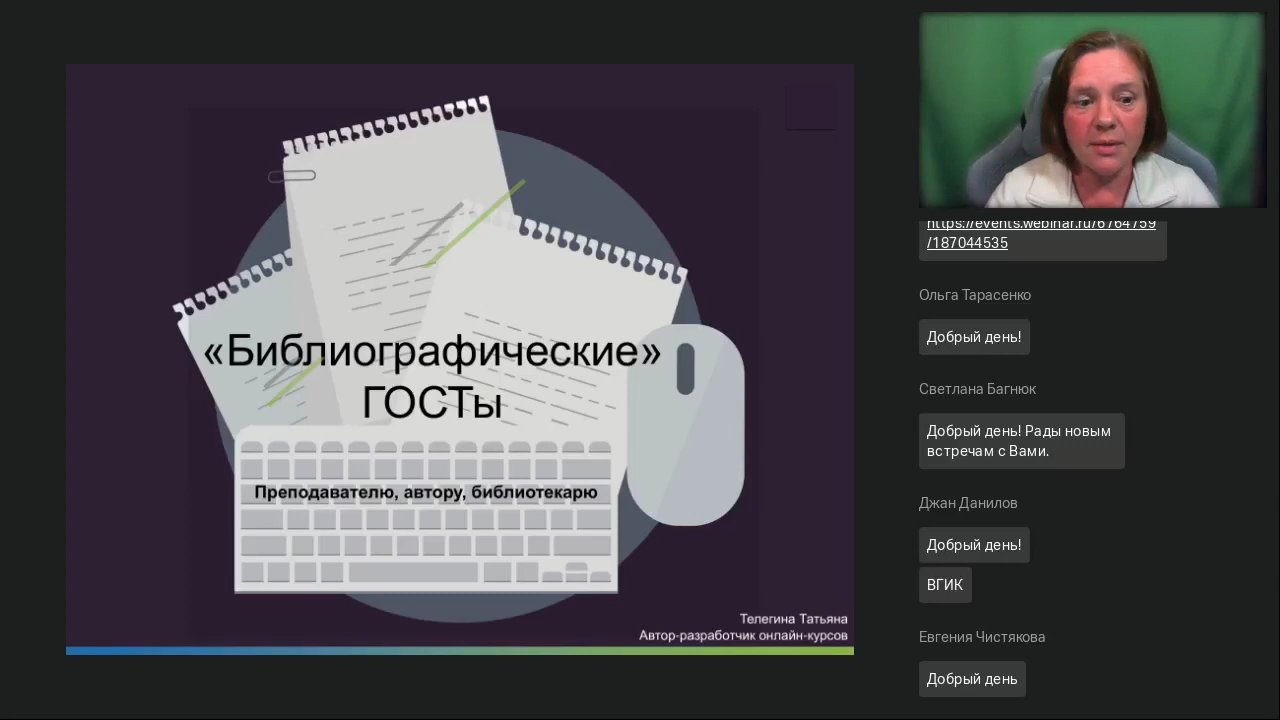 «Библиографические»
ГОСТы
Преподавателю, автору, библиотекарю
Телегина Татьяна
Автор-разработчик онлайн-курсов
https://events.webinar.ru/6764759
/187044535
Ольга Тарасенко
Добрый день!
Светлана Багнюк
Добрый день! Рады новым
встречам с Вами.
Джан Данилов
Добрый день!
ВГИК
Евгения Чистякова
Добрый день